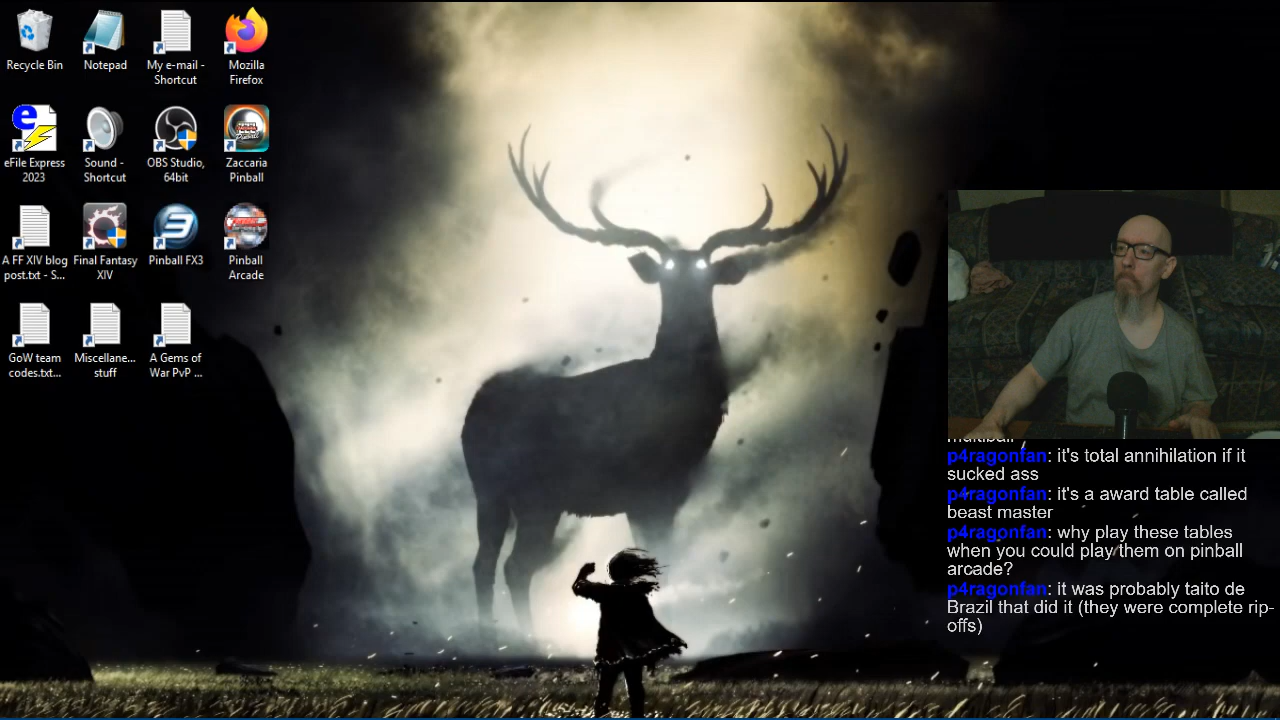 Recycle Bin
Notepad
My e-mail -
Shortcut
Mozilla
Firefox
eFile Express
2023
Sound -
Shortcut
OBS Studio,
64bit
Zaccaria
Pinball
A FF XIV blog
post.txt - S...
Final Fantasy
XIV
Pinball FX3
Pinball
Arcade
GoW team
codes.txt...
Miscellane...
stuff
A Gems of
War PvP ...
multiball
p4ragonfan: it's total annihilation if it
sucked ass
p4ragonfan: it's a award table called
beast master
p4ragonfan: why play these tables
when you could play them on pinball
arcade?
p4ragonfan: it was probably taito de
Brazil that did it (they were complete rip-
offs)